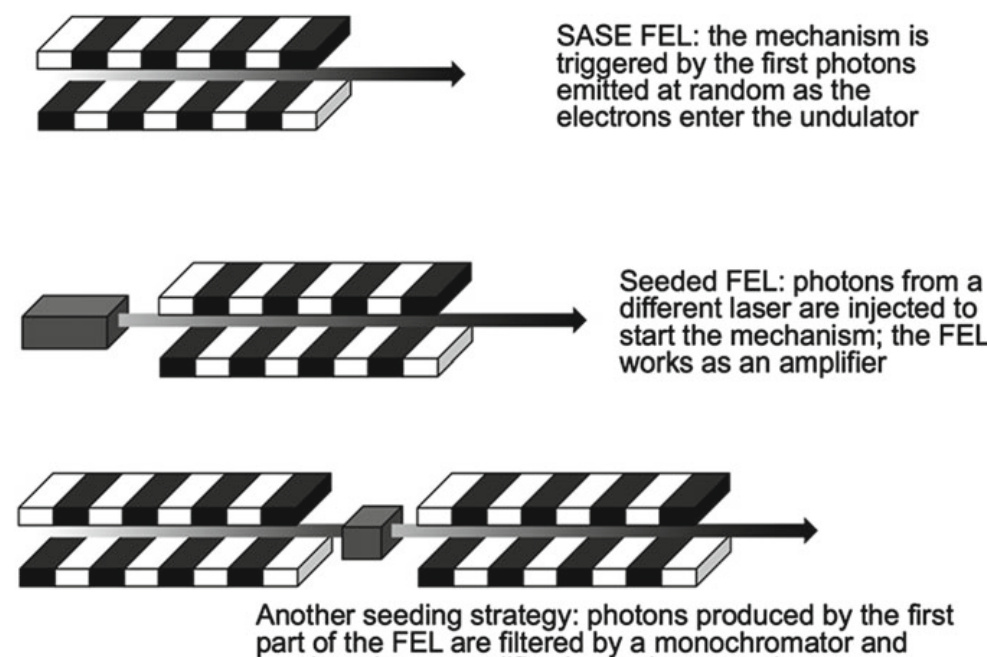 SASE FEL: the mechanism is
triggered by the first photons
emitted at random as the
electrons enter the undulator
Seeded FEL: photons from a
different laser are injected to
start the mechanism; the FEL
works as an amplifier
Another seeding strategy: photons produced by the first
part of the FEL are filtered by a monochromator and